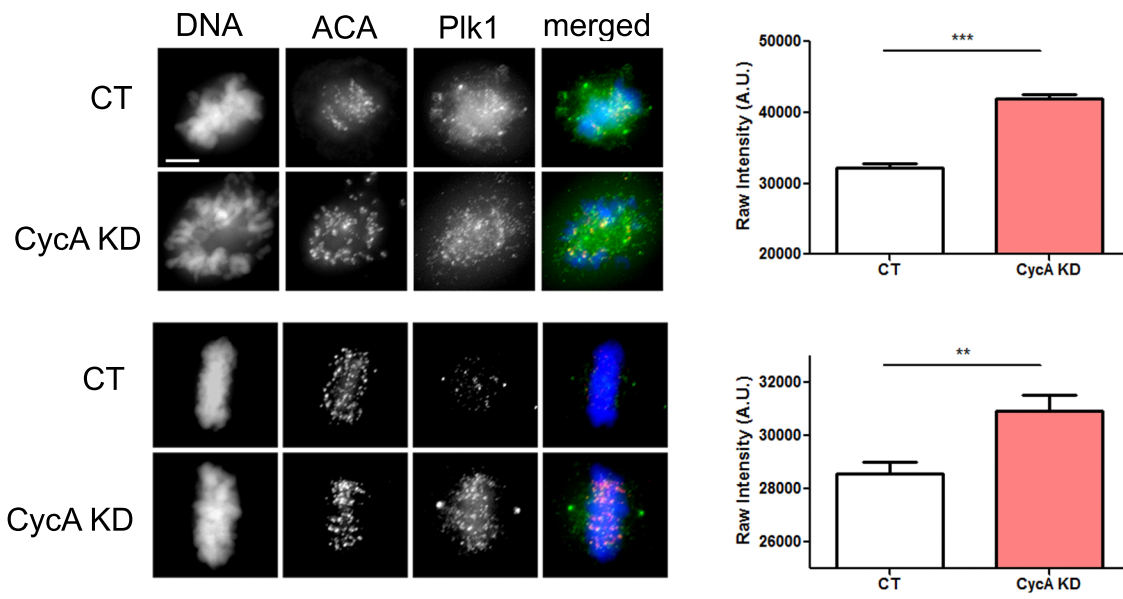 DNA ACA Plk1 merged
CT
CycA KD
CT
CycA KD
50000
40000
30000
20000
Raw Intensity (A.U.)
***
CT CycA KD
32000
30000
28000
26000
Raw Intensity (A.U.)
**
CT CycA KD